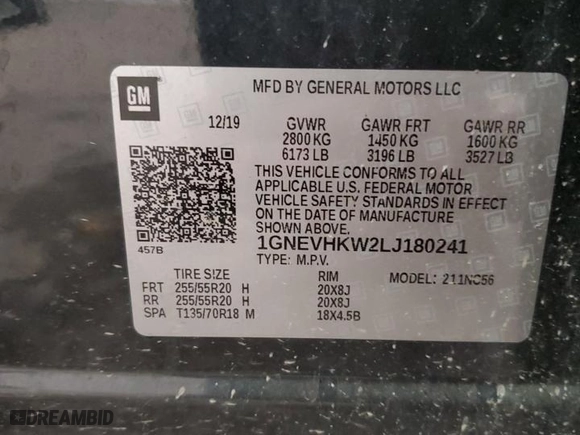 GM
MFD BY GENERAL MOTORS LLC
12/19 GVWR GAWR FRT GAWR RR
2800 KG 1450 KG 1600 KG
6173 LB 3196 LB 3527 LB
THIS VEHICLE CONFORMS TO ALL
APPLICABLE U.S. FEDERAL MOTOR
VEHICLE SAFETY STANDARDS IN
EFFECT ON THE DATE OF
MANUFACTURE SHOWN ABOVE.
457B
1GNEVHKW2LJ180241
TYPE: M.P.V.
TIRE SIZE RIM MODEL: 211NC56
FRT 255/55R20 H 20X8J
RR 255/55R20 H 20X8J
SPA T135/70R18 M 18X4.5B
DREAMBID